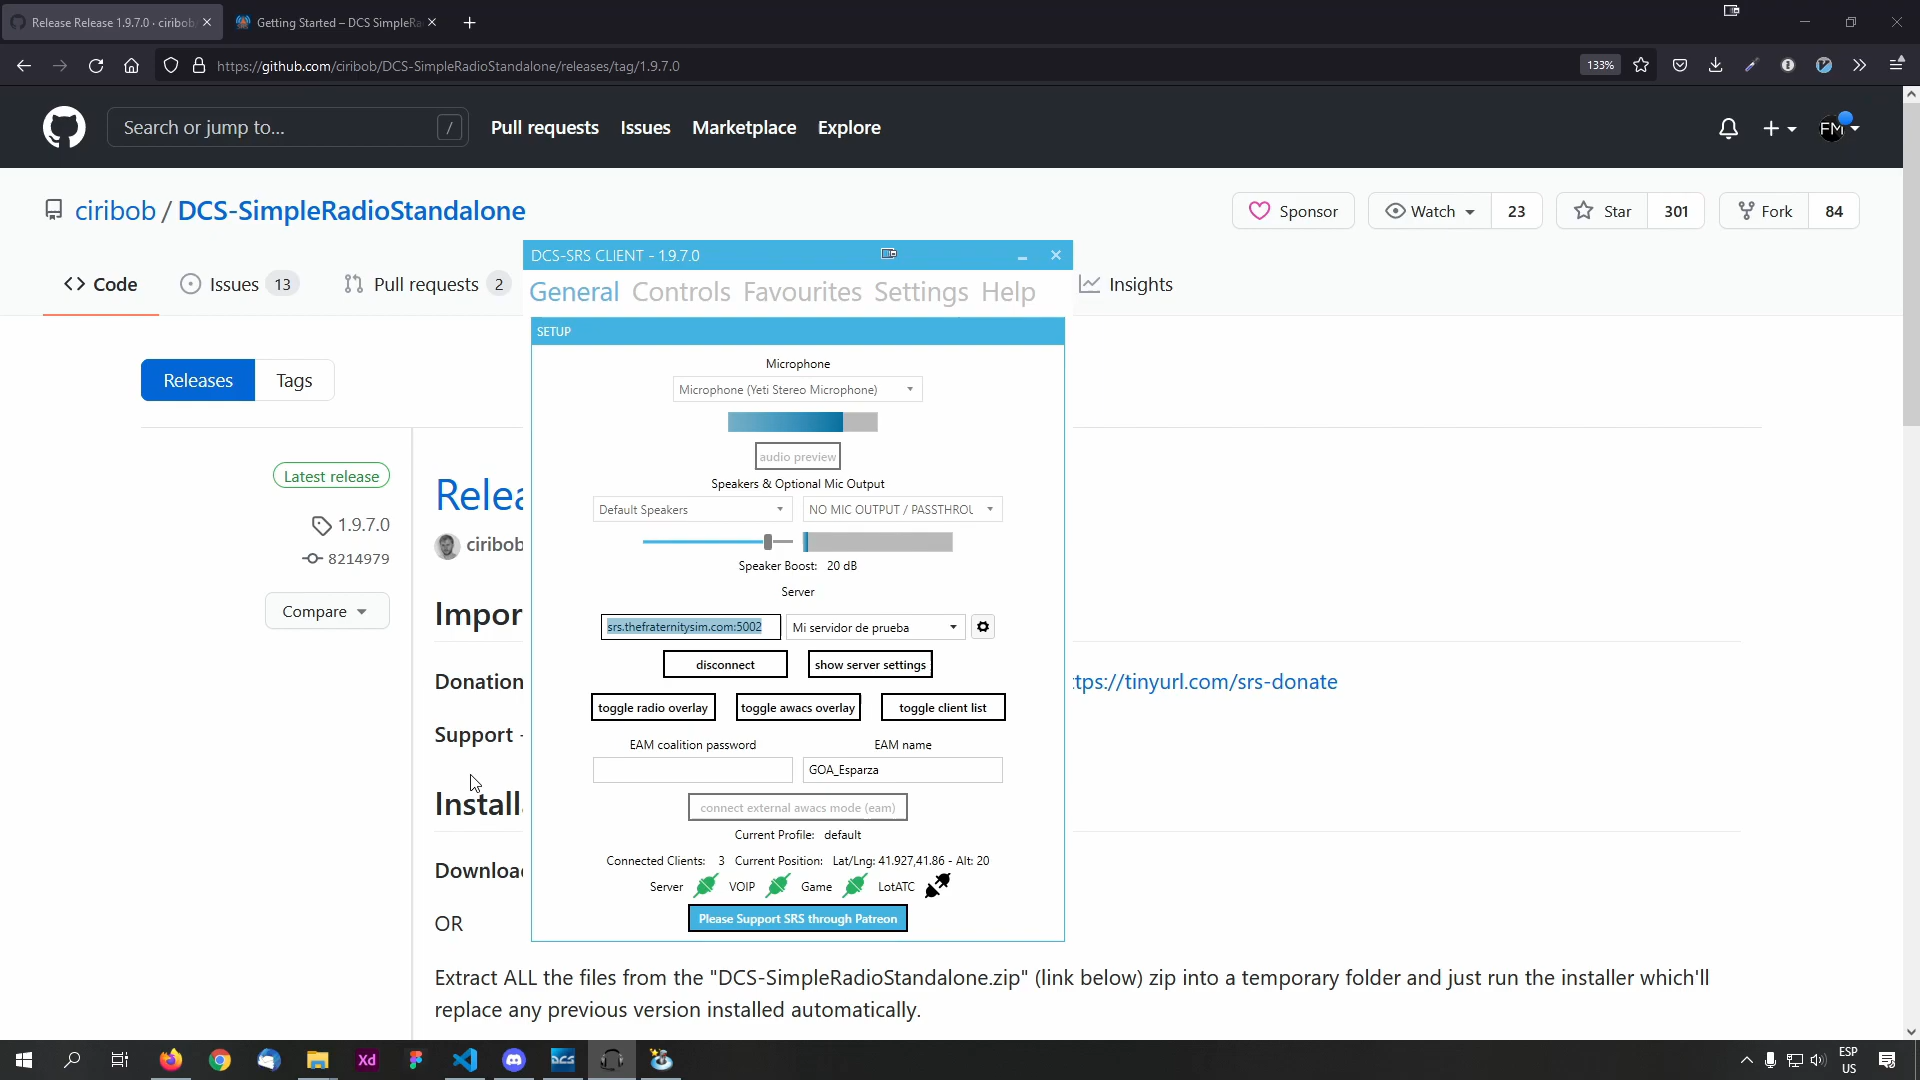 Release Release 1.9.7.0 · ciribob
Getting Started – DCS SimpleRa
https://github.com/ciribob/DCS-SimpleRadioStandalone/releases/tag/1.9.7.0
133%
Search or jump to...
/
Pull requests
Issues
Marketplace
Explore
FM
ciribob / DCS-SimpleRadioStandalone
Sponsor
Watch
23
Star
301
Fork
84
Code
Issues 13
Pull requests 2
Insights
DCS-SRS CLIENT - 1.9.7.0
General Controls Favourites Settings Help
SETUP
Microphone
Microphone (Yeti Stereo Microphone)
audio preview
Speakers & Optional Mic Output
Default Speakers
NO MIC OUTPUT / PASSTHROU
Speaker Boost: 20 dB
Server
srs.thefraternitysim.com:5002
Mi servidor de prueba
disconnect
show server settings
toggle radio overlay
toggle awacs overlay
toggle client list
EAM coalition password
EAM name
GOA_Esparza
connect external awacs mode (eam)
Current Profile: default
Connected Clients: 3 Current Position: Lat/Lng: 41.927,41.86 - Alt: 20
Server
VOIP
Game
LotATC
Please Support SRS through Patreon
Releases
Tags
Latest release
1.9.7.0
8214979
Compare
Relea
ciribob
Impor
Donation
ttps://tinyurl.com/srs-donate
Support -
Installa
Download
OR
Extract ALL the files from the "DCS-SimpleRadioStandalone.zip" (link below) zip into a temporary folder and just run the installer which'll
replace any previous version installed automatically.
Xd
DCS
ESP
US